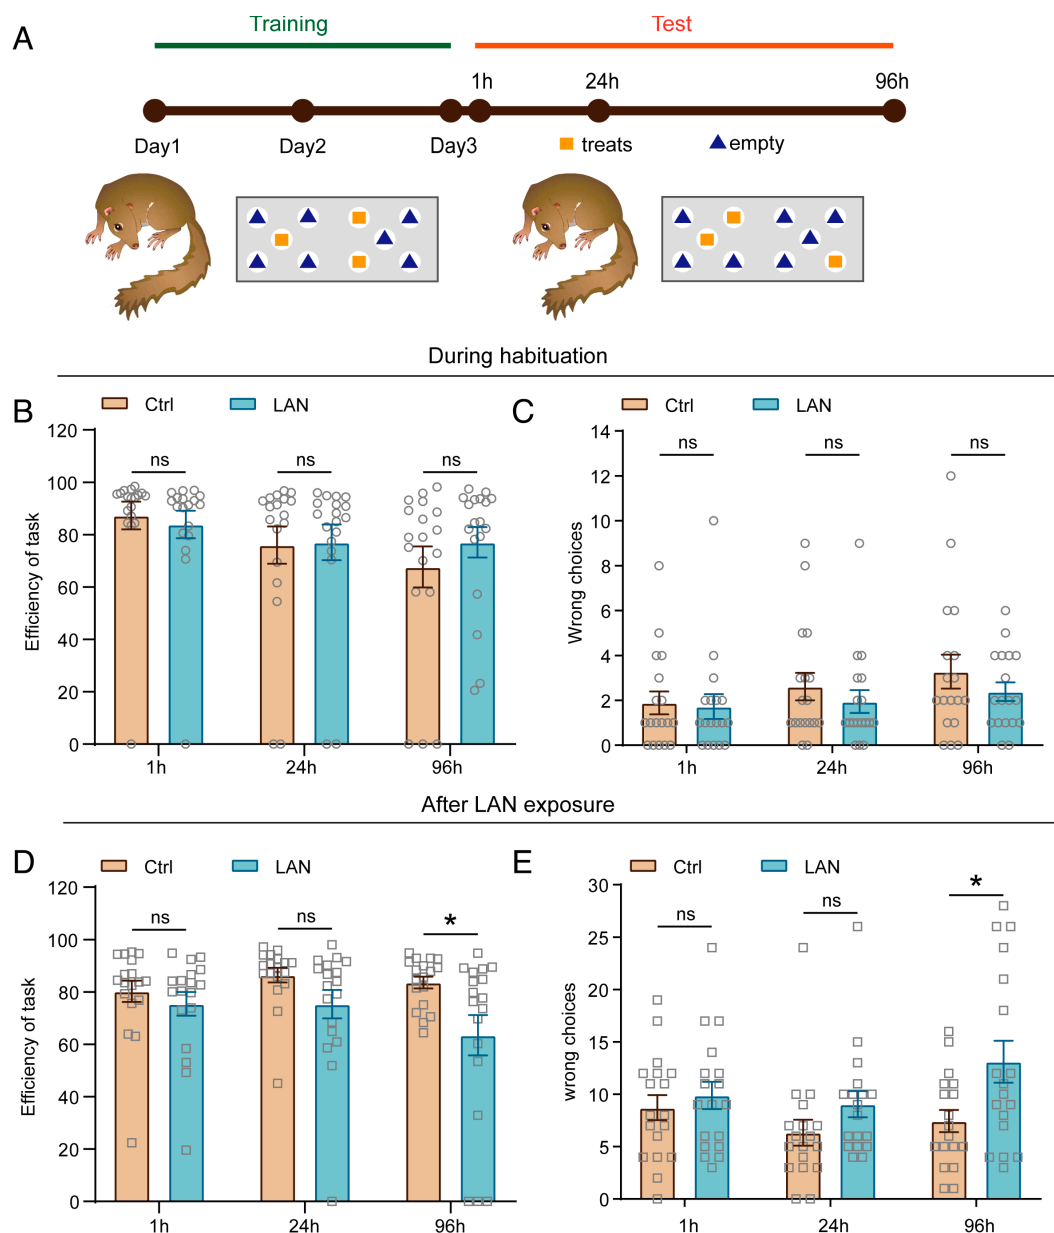 A
Training
Test
1h
24h
96h
Day1
Day2
Day3
treats
empty
During habituation
B
Ctrl
LAN
Efficiency of task
120
100
80
60
40
20
0
ns
ns
ns
1h
24h
96h
C
Ctrl
LAN
Wrong choices
14
12
10
8
6
4
2
0
ns
ns
ns
1h
24h
96h
After LAN exposure
D
Ctrl
LAN
Efficiency of task
120
100
80
60
40
20
0
ns
ns
*
1h
24h
96h
E
Ctrl
LAN
wrong choices
30
25
20
15
10
5
0
ns
ns
*
1h
24h
96h